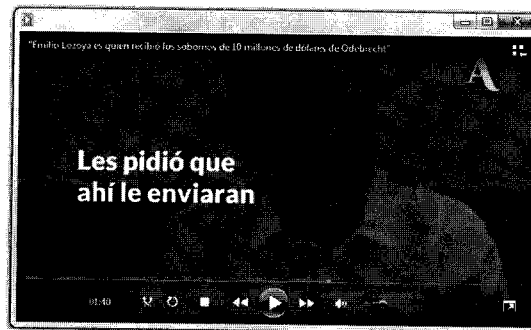 "Emilio Lozoya es quien recibió los sobornos de 10 millones de dólares de Odebrecht"
A
Les pidió que
ahí le enviaran
01:40